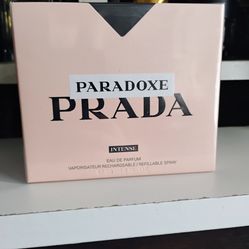 PARADOXE
PRADA
INTENSE
EAU DE PARFUM
VAPORISATEUR RECHARGEABLE / REFILLABLE SPRAY